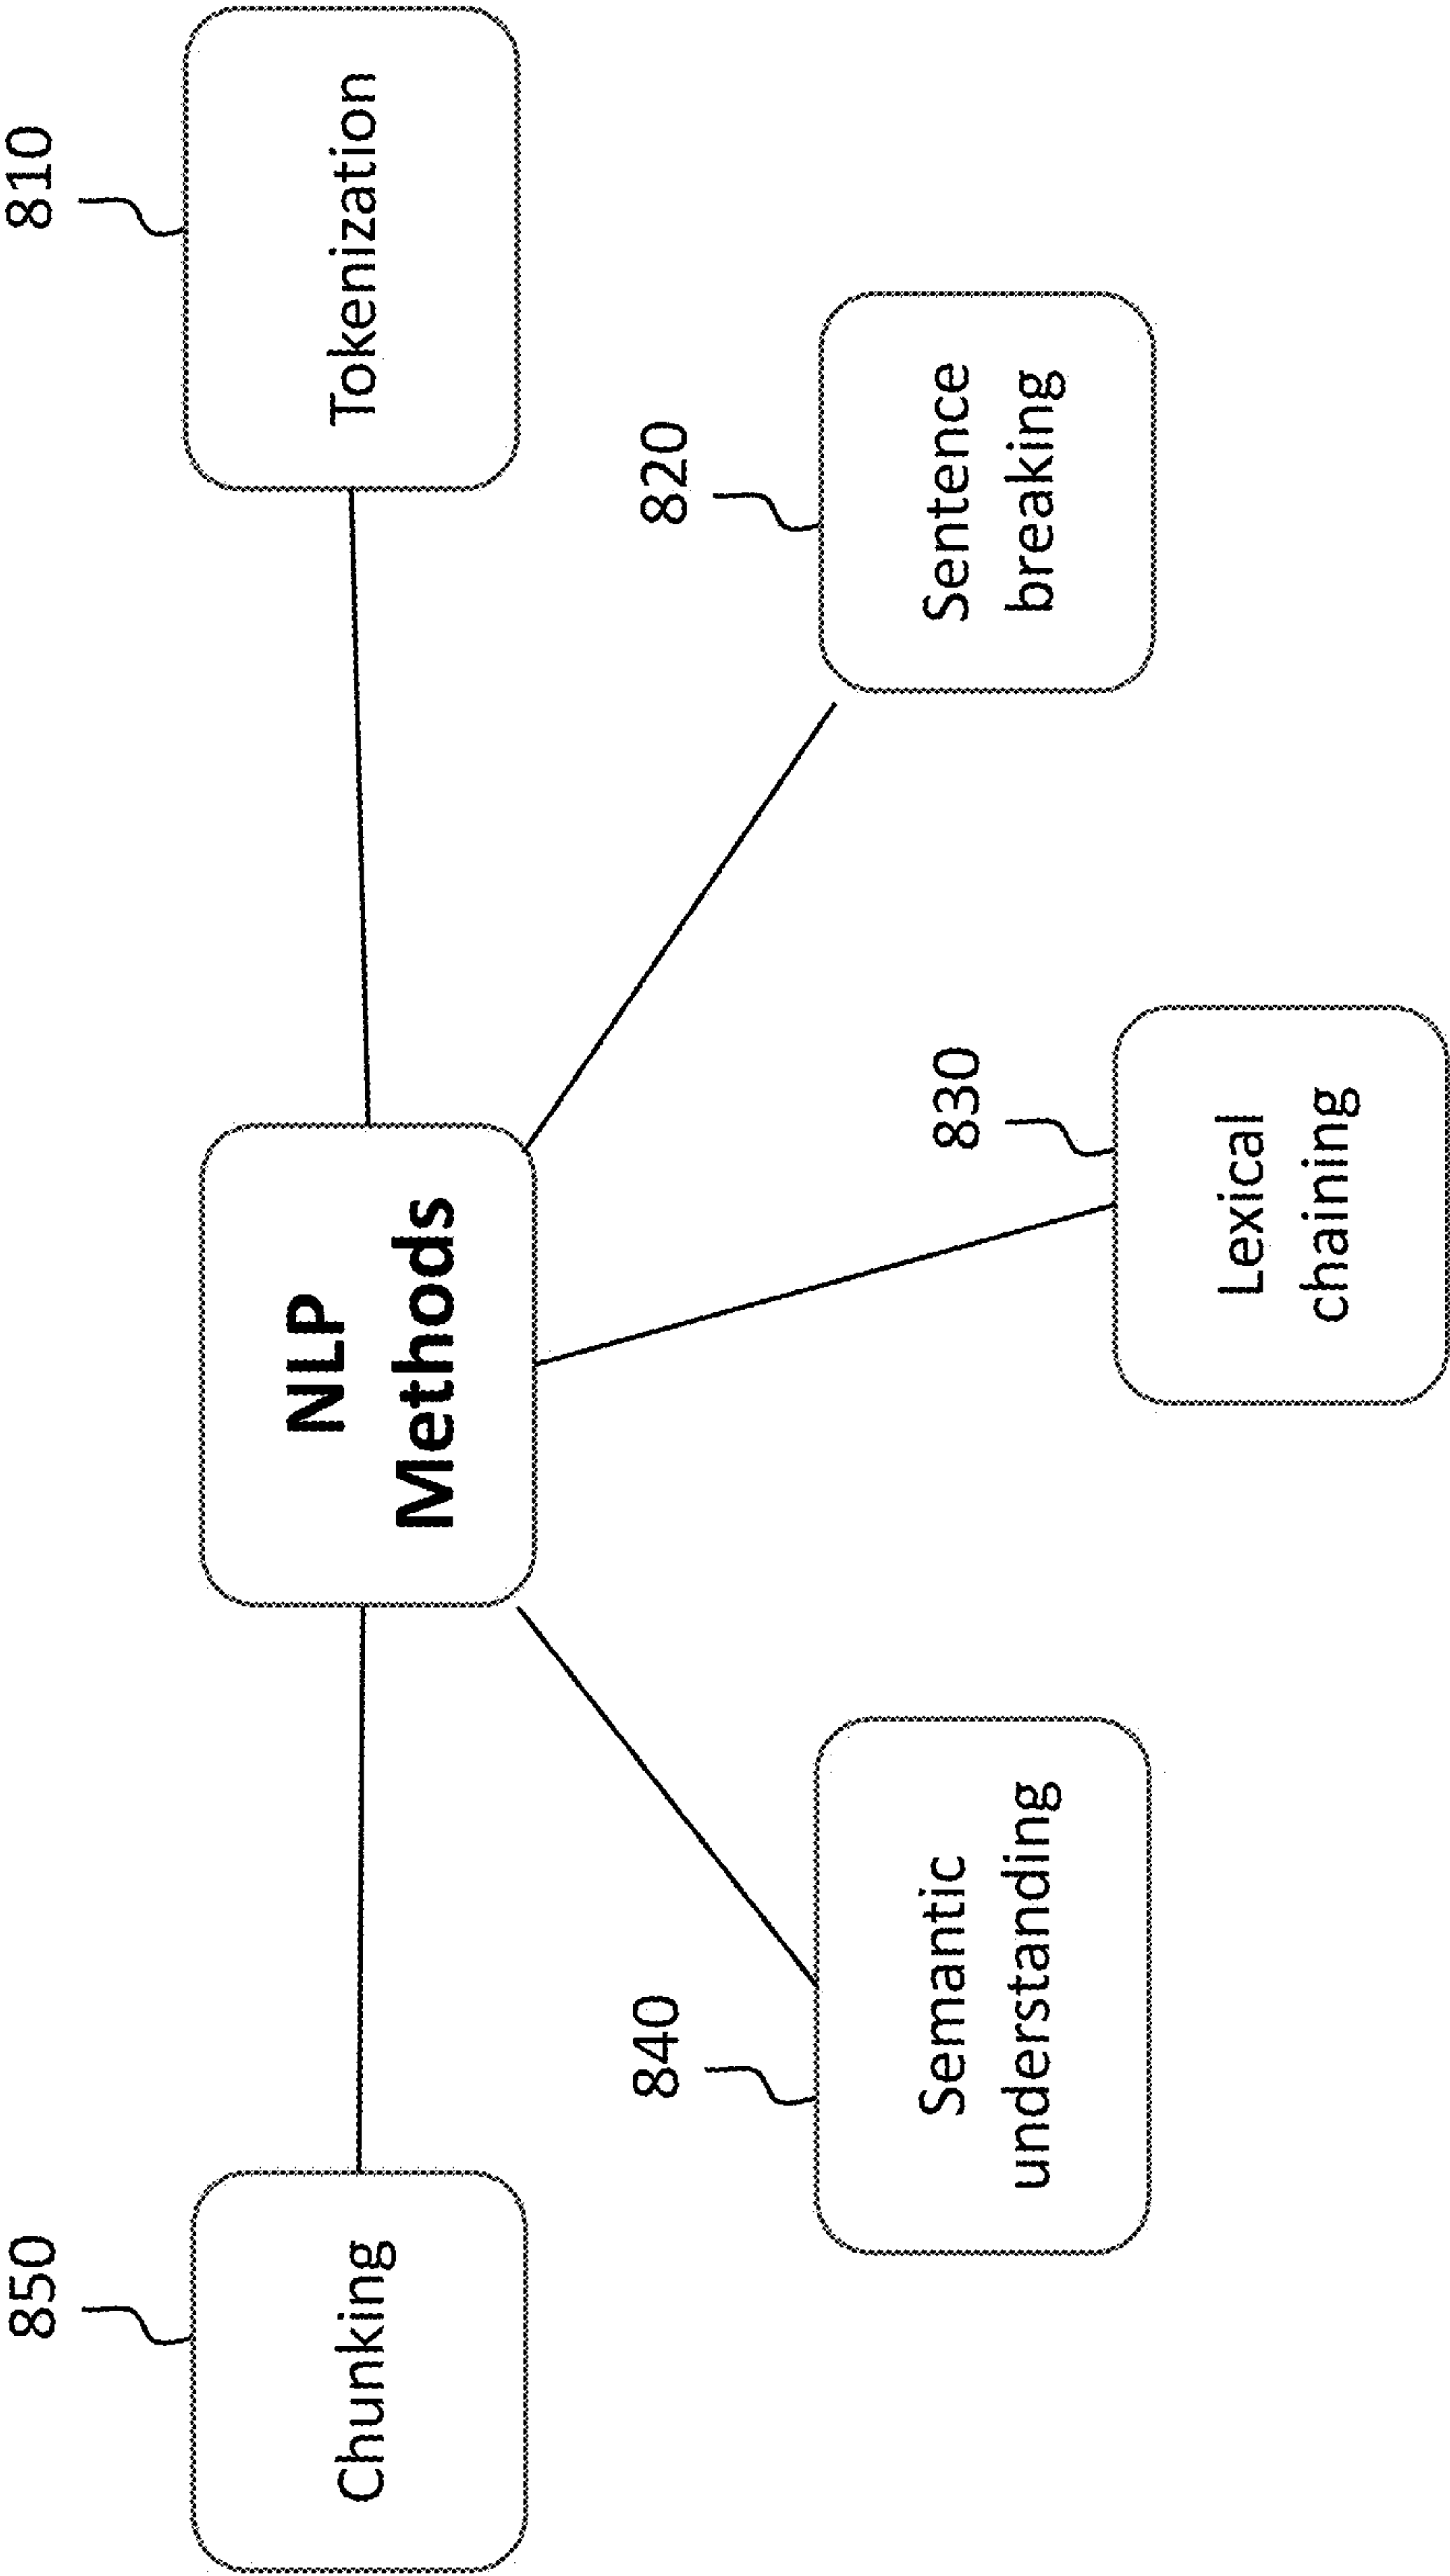 850
Chunking
NLP
Methods
810
Tokenization
840
Semantic
understanding
820
Sentence
breaking
830
Lexical
chaining